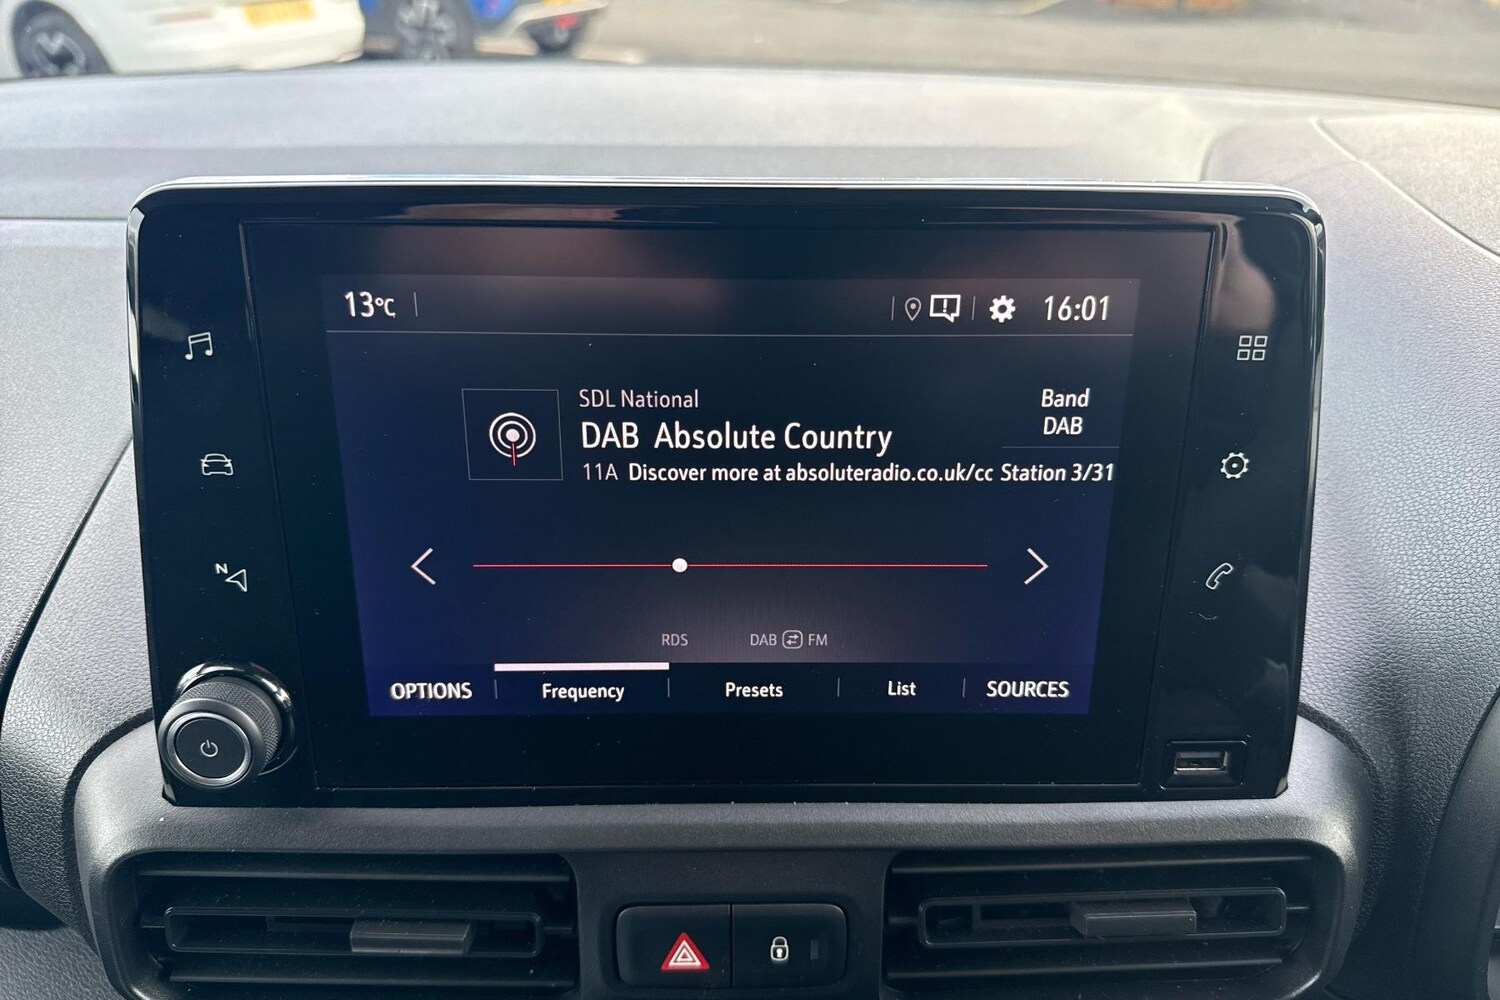 13°C
16:01
SDL National
DAB Absolute Country
11A Discover more at absoluteradio.co.uk/cc
Band
DAB
Station 3/31
N
RDS
DAB FM
OPTIONS
Frequency
Presets
List
SOURCES